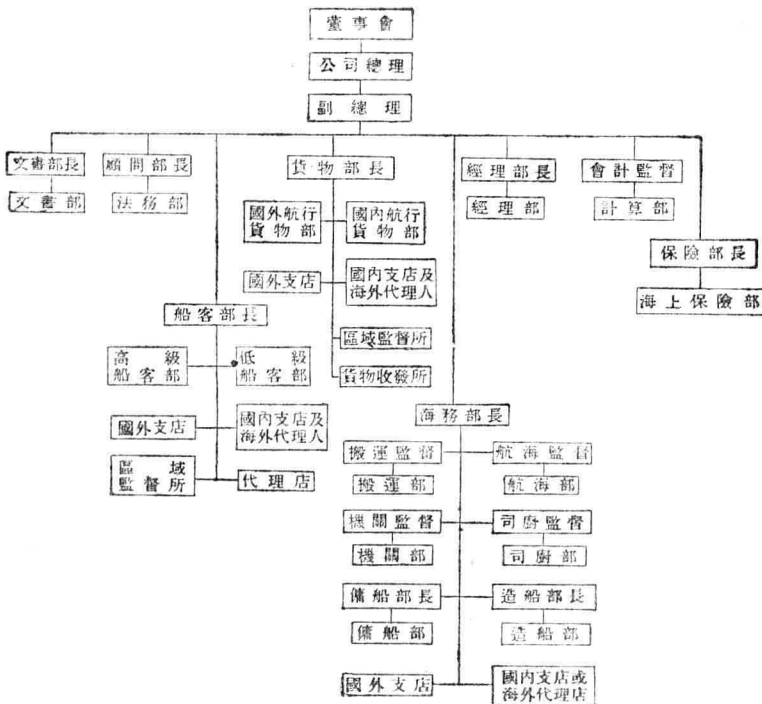 董事會
公司總理
副總理
文書部長
顧問部長
貨物部長
經理部長
會計監督
文書部
法務部
經理部
計算部
國外航行
貨物部
國內航行
貨物部
保險部長
國外支店
國內支店及
海外代理人
海上保險部
船客部長
區域監督所
高級
船客部
低級
船客部
貨物收發所
國外支店
國內支店及
海外代理人
海務部長
區域
監督所
代理店
搬運監督
航海監督
搬運部
航海部
機關監督
司廚監督
機關部
司廚部
傭船部長
造船部長
傭船部
造船部
國外支店
國內支店或
海外代理店